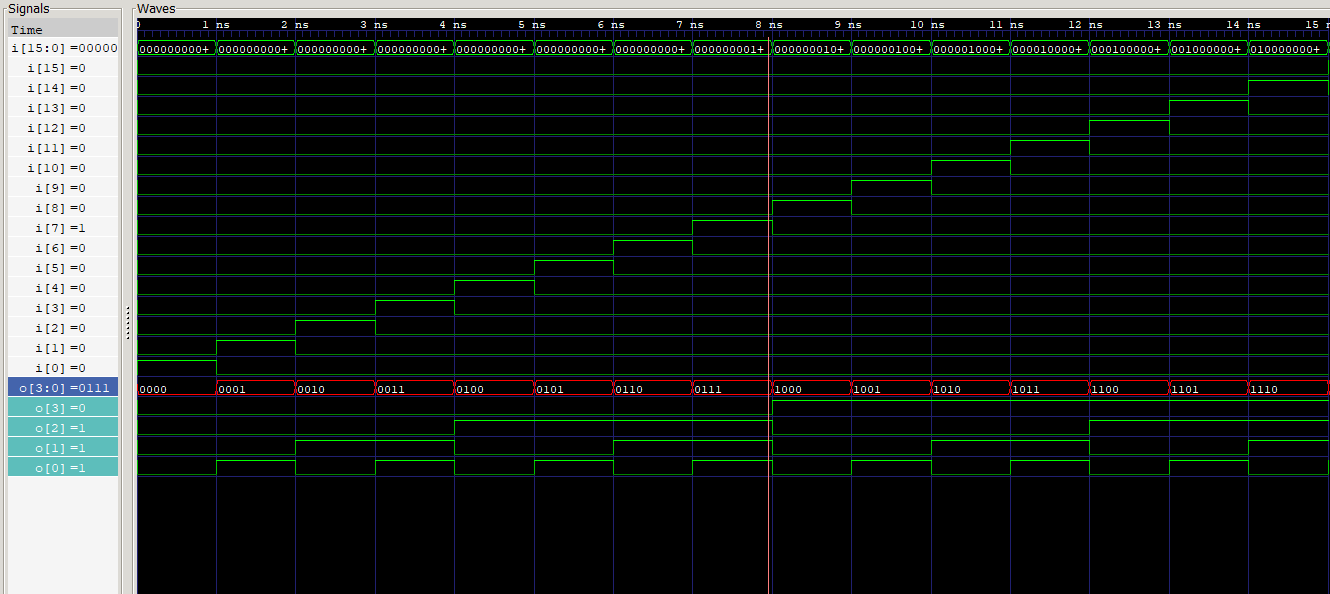 Signals
Waves
Time
0 1 ns 2 ns 3 ns 4 ns 5 ns 6 ns 7 ns 8 ns 9 ns 10 ns 11 ns 12 ns 13 ns 14 ns 15 n
i[15:0] =00000 000000000+ 000000000+ 000000000+ 000000000+ 000000000+ 000000000+ 000000000+ 000000001+ 000000010+ 000000100+ 000001000+ 000010000+ 000100000+ 001000000+ 010000000+
i[15] =0
i[14] =0
i[13] =0
i[12] =0
i[11] =0
i[10] =0
i[9] =0
i[8] =0
i[7] =1
i[6] =0
i[5] =0
i[4] =0
i[3] =0
i[2] =0
i[1] =0
i[0] =0
o[3:0] =0111 0000 0001 0010 0011 0100 0101 0110 0111 1000 1001 1010 1011 1100 1101 1110
o[3] =0
o[2] =1
o[1] =1
o[0] =1